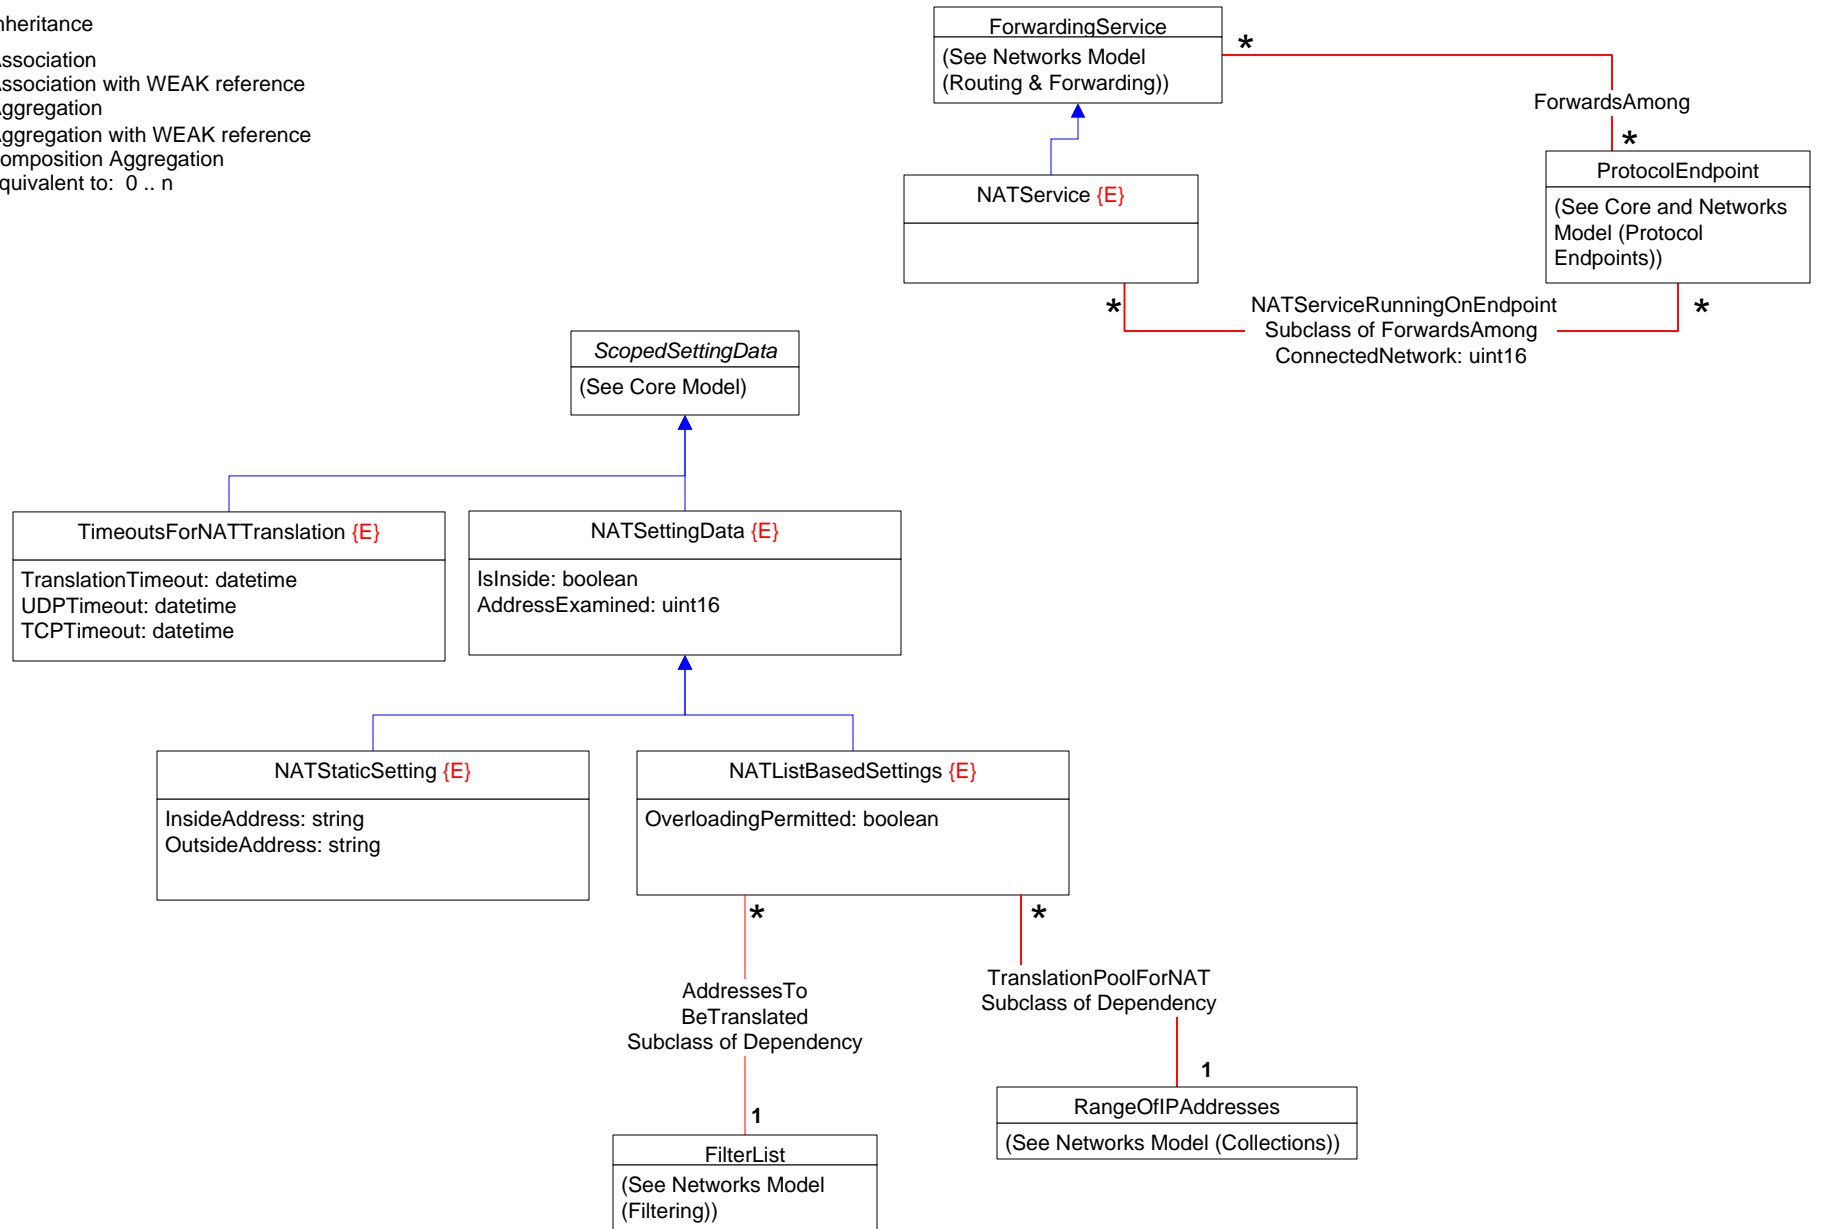 nheritance
ssociation
ssociation with WEAK reference
ggregation
ggregation with WEAK reference
omposition Aggregation
quivalent to: 0 .. n
ForwardingService
(See Networks Model
(Routing & Forwarding))
*
ForwardsAmong
*
ProtocolEndpoint
(See Core and Networks
Model (Protocol
Endpoints))
NATService {E}
*
NATServiceRunningOnEndpoint
Subclass of ForwardsAmong
ConnectedNetwork: uint16
*
ScopedSettingData
(See Core Model)
TimeoutsForNATTranslation {E}
TranslationTimeout: datetime
UDPTimeout: datetime
TCPTimeout: datetime
NATSettingData {E}
IsInside: boolean
AddressExamined: uint16
NATStaticSetting {E}
InsideAddress: string
OutsideAddress: string
NATListBasedSettings {E}
OverloadingPermitted: boolean
*
*
AddressesTo
BeTranslated
Subclass of Dependency
TranslationPoolForNAT
Subclass of Dependency
1
1
RangeOfIPAddresses
(See Networks Model (Collections))
FilterList
(See Networks Model
(Filtering))